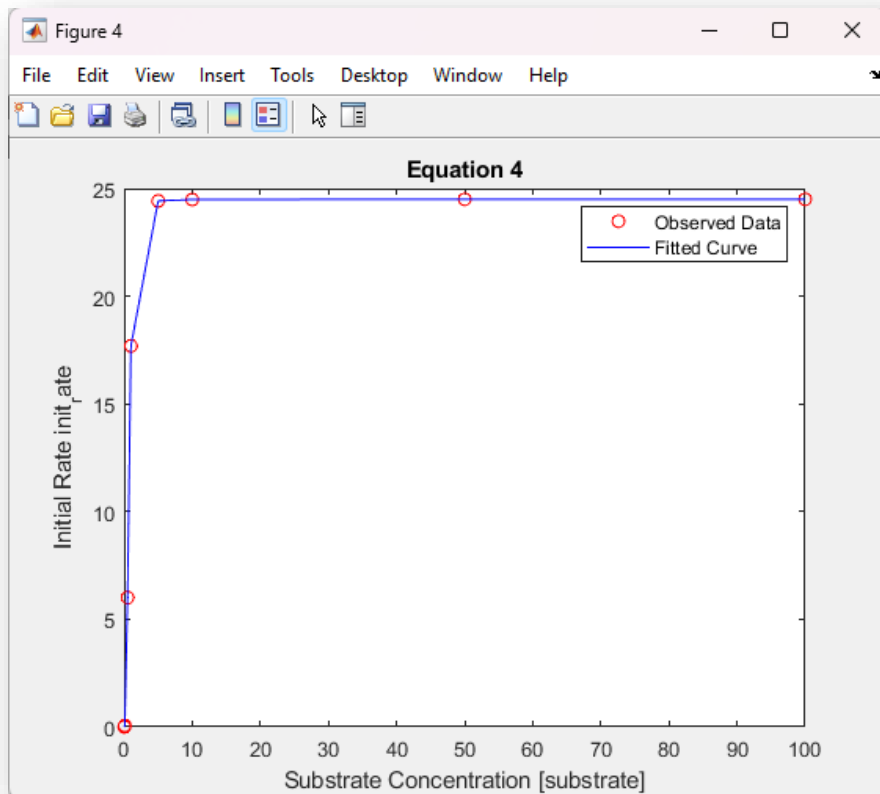 Figure 4
File Edit View Insert Tools Desktop Window Help
Equation 4
25
20
15
10
5
0
Initial Rate init_rate
Observed Data
Fitted Curve
0 10 20 30 40 50 60 70 80 90 100
Substrate Concentration [substrate]